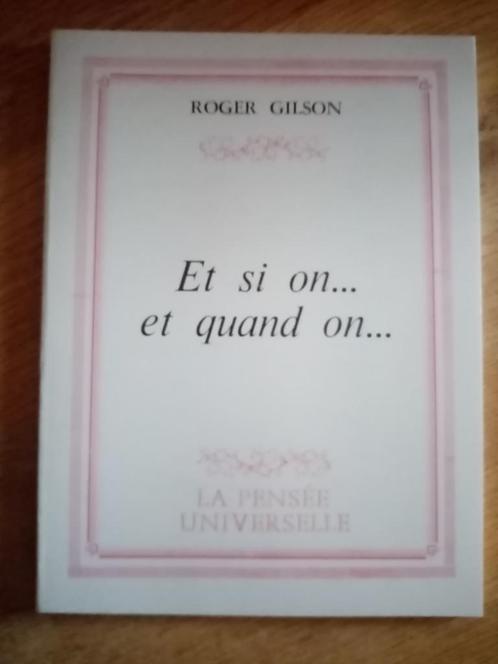 ROGER GILSON
Et si on...
et quand on...
LA PENSÉE
UNIVERSELLE